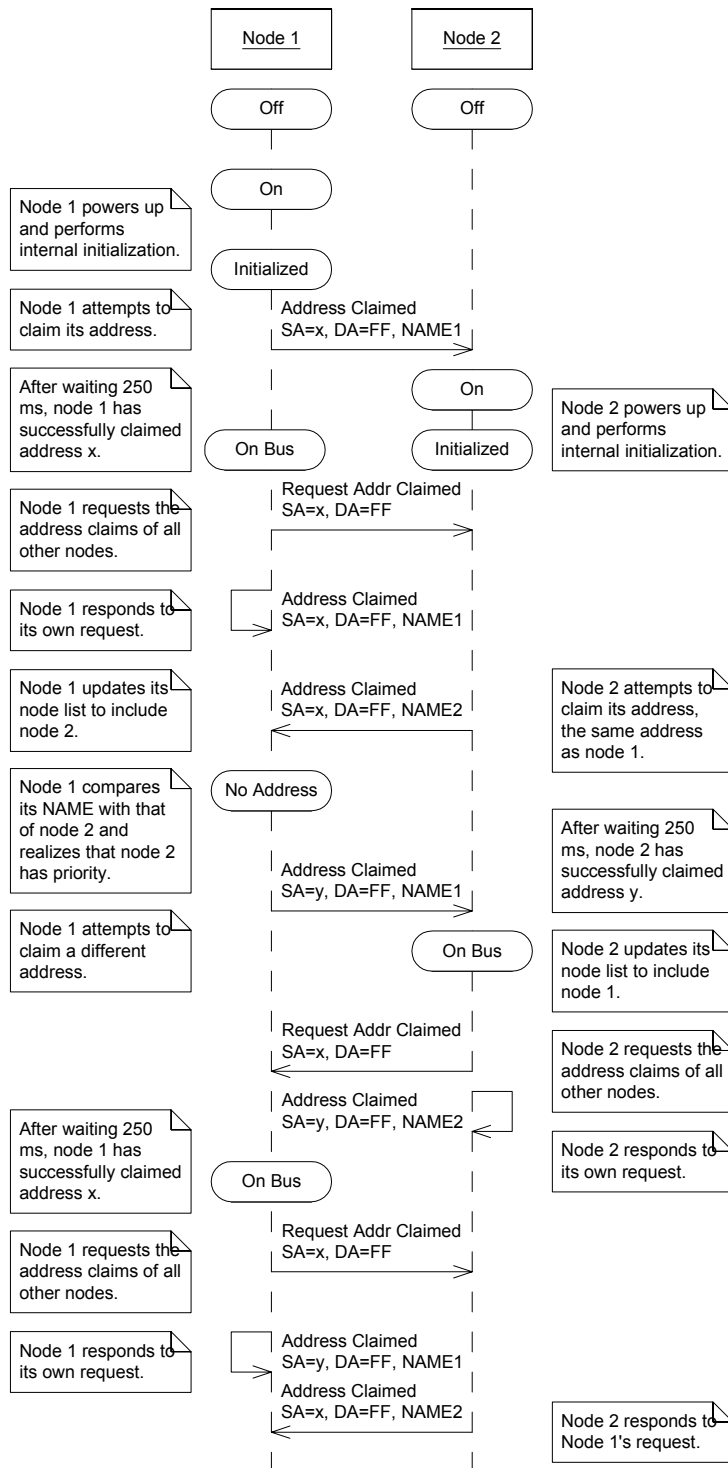 Node 1
Node 2
Off
Off
On
Node 1 powers up
and performs
internal initialization.
Initialized
Node 1 attempts to
claim its address.
Address Claimed
SA=x, DA=FF, NAME1
After waiting 250
ms, node 1 has
successfully claimed
address x.
On
Node 2 powers up
and performs
internal initialization.
On Bus
Initialized
Node 1 requests the
address claims of all
other nodes.
Request Addr Claimed
SA=x, DA=FF
Node 1 responds to
its own request.
Address Claimed
SA=x, DA=FF, NAME1
Node 1 updates its
node list to include
node 2.
Address Claimed
SA=x, DA=FF, NAME2
Node 2 attempts to
claim its address,
the same address
as node 1.
Node 1 compares
its NAME with that
of node 2 and
realizes that node 2
has priority.
No Address
After waiting 250
ms, node 2 has
successfully claimed
address y.
Address Claimed
SA=y, DA=FF, NAME1
Node 1 attempts to
claim a different
address.
On Bus
Node 2 updates its
node list to include
node 1.
Request Addr Claimed
SA=x, DA=FF
Node 2 requests the
address claims of all
other nodes.
Address Claimed
SA=y, DA=FF, NAME2
After waiting 250
ms, node 1 has
successfully claimed
address x.
Node 2 responds to
its own request.
On Bus
Node 1 requests the
address claims of all
other nodes.
Request Addr Claimed
SA=x, DA=FF
Node 1 responds to
its own request.
Address Claimed
SA=y, DA=FF, NAME1
Address Claimed
SA=x, DA=FF, NAME2
Node 2 responds to
Node 1's request.